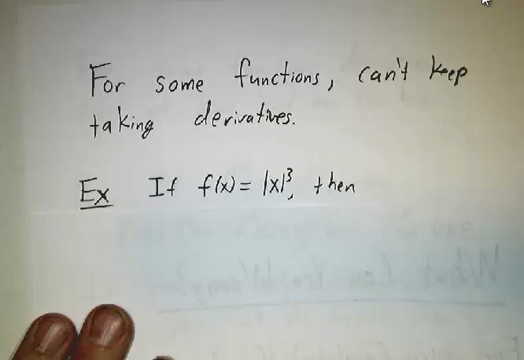 For some functions, can't keep
taking derivatives.
Ex If f(x) = |x|³, then